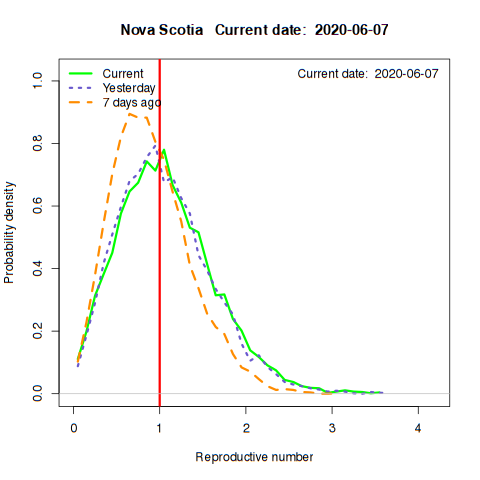 Nova Scotia   Current date:  2020-06-07
Current
Yesterday
7 days ago
Current date:  2020-06-07
Probability density
0.0
0.2
0.4
0.6
0.8
1.0
0
1
2
3
4
Reproductive number